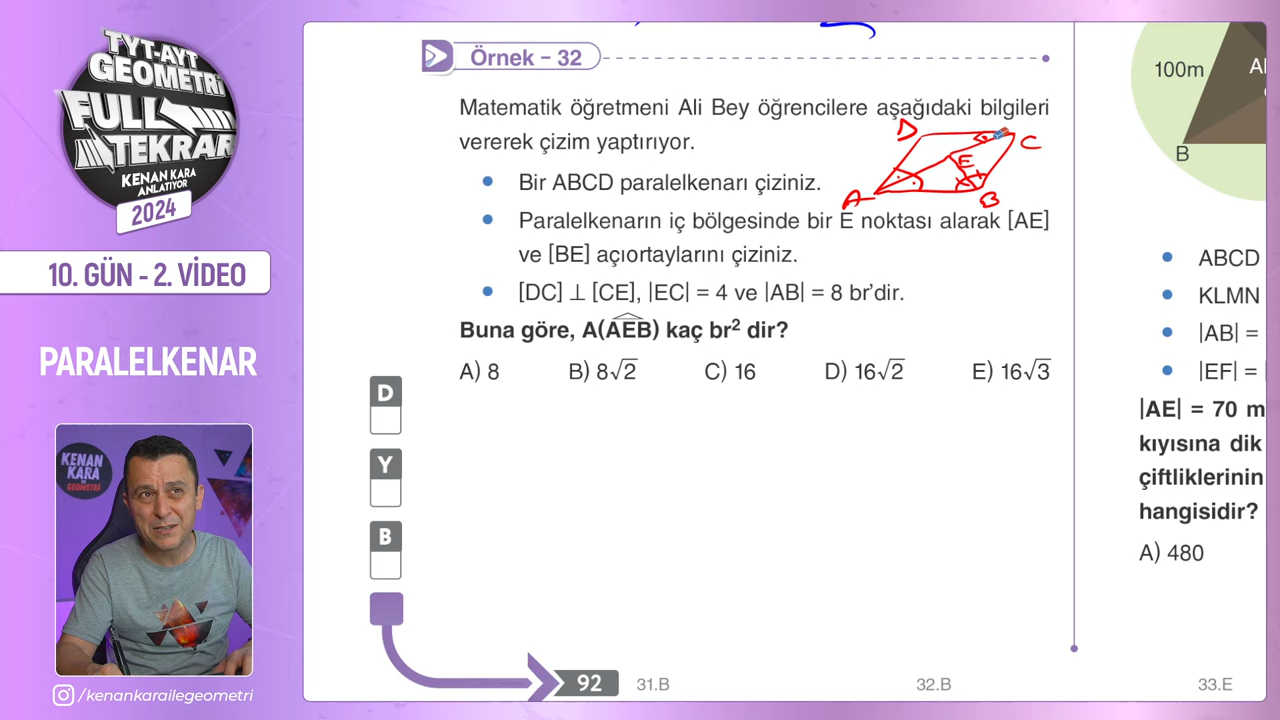 TYT-AYT
GEOMETRİ
FULL
TEKRAR
KENAN KARA
ANLATIYOR
2024
10. GÜN - 2. VİDEO
PARALELKENAR
KENAN
KARA
GEOMETRİ
/kenankarailegeometri
Örnek – 32
Matematik öğretmeni Ali Bey öğrencilere aşağıdaki bilgileri
vererek çizim yaptırıyor.
• Bir ABCD paralelkenarı çiziniz.
• Paralelkenarın iç bölgesinde bir E noktası alarak [AE]
ve [BE] açıortaylarını çiziniz.
• [DC] ⊥ [CE], |EC| = 4 ve |AB| = 8 br’dir.
Buna göre, A(AEB) kaç br² dir?
A) 8 B) 8√2 C) 16 D) 16√2 E) 16√3
D
C
E
A
B
D
Y
B
92
31.B 32.B 33.E
100m
B
• ABCD
• KLMN
• |AB| =
• |EF| =
|AE| = 70 m
kıyısına dik
çiftliklerinin
hangisidir?
A) 480